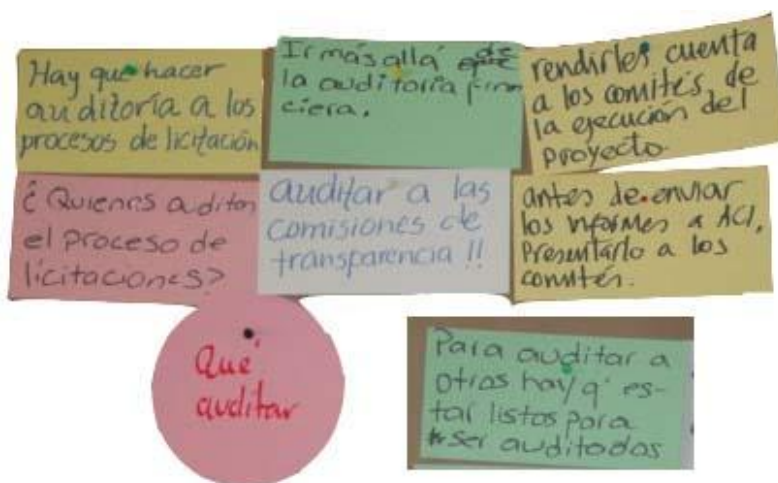 Hay que hacer
auditoría a los
procesos de licitación
Ir más allá de
la auditoria finan
ciera.
rendirles cuenta
a los comités de
la ejecución del
proyecto.
¿Quienes auditan
el proceso de
licitaciones?
auditar a las
comisiones de
transparencia !!
antes de enviar
los informes a ACI,
Presentarlo a los
comités.
Qué
auditar
Para auditar a
otros hay q' es-
tar listos para
ser auditados